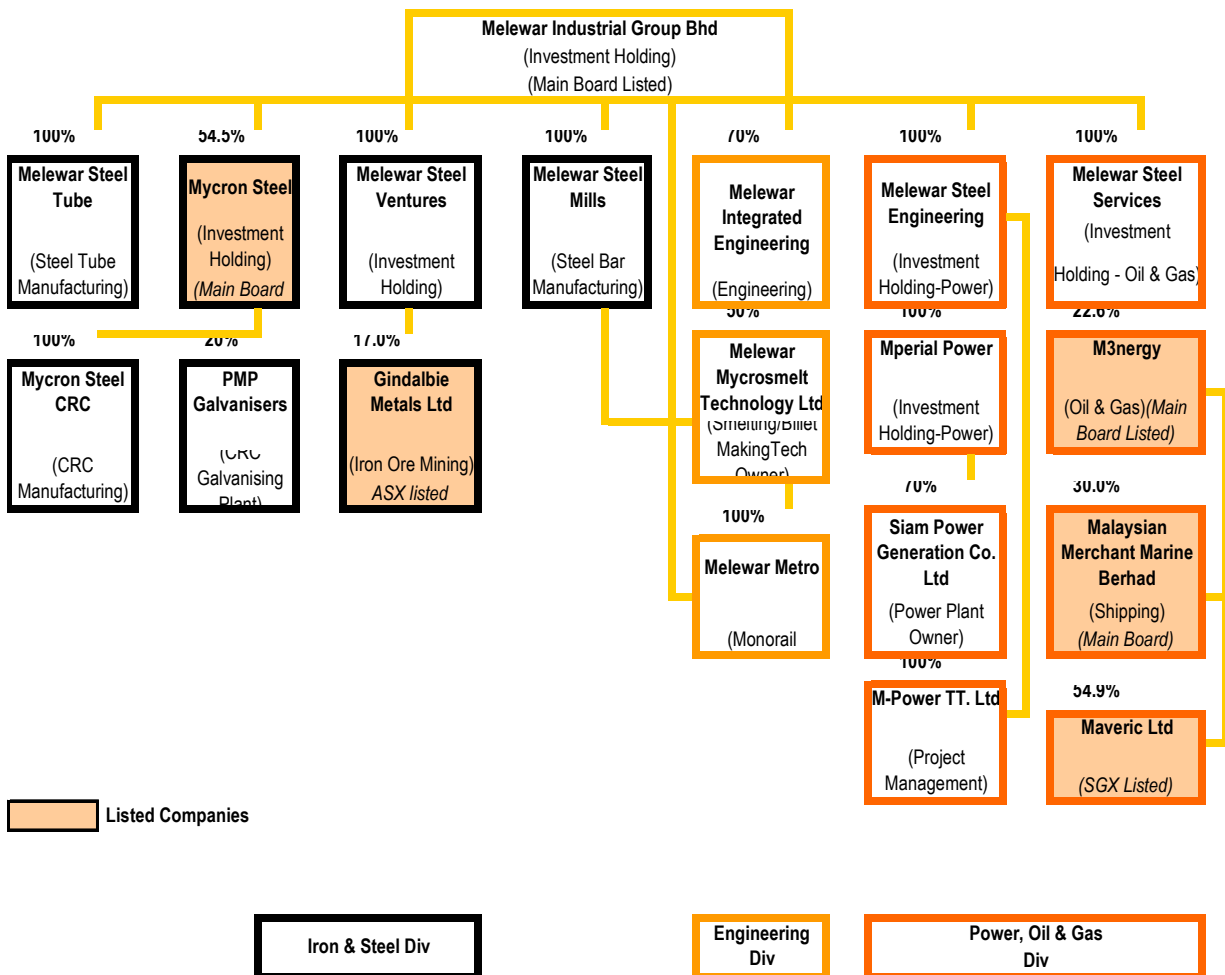 Melewar Industrial Group Bhd
(Investment Holding)
(Main Board Listed)
100%
54.5%
100%
100%
70%
100%
100%
Melewar Steel
Tube
(Steel Tube
Manufacturing)
Mycron Steel
(Investment
Holding)
(Main Board
Melewar Steel
Ventures
(Investment
Holding)
Melewar Steel
Mills
(Steel Bar
Manufacturing)
Melewar
Integrated
Engineering
(Engineering)
Melewar Steel
Engineering
(Investment
Holding-Power)
Melewar Steel
Services
(Investment
Holding - Oil & Gas)
100%
20%
17.0%
50%
100%
22.6%
Mycron Steel
CRC
(CRC
Manufacturing)
PMP
Galvanisers
(CRC
Galvanising
Plant)
Gindalbie
Metals Ltd
(Iron Ore Mining)
ASX listed
Melewar
Mycrosmelt
Technology Ltd
(Smelting/Billet
MakingTech
Owner)
Mperial Power
(Investment
Holding-Power)
M3nergy
(Oil & Gas)(Main
Board Listed)
100%
70%
30.0%
Melewar Metro
(Monorail
Siam Power
Generation Co.
Ltd
(Power Plant
Owner)
Malaysian
Merchant Marine
Berhad
(Shipping)
(Main Board)
100%
54.9%
M-Power TT. Ltd
(Project
Management)
Maveric Ltd
(SGX Listed)
Listed Companies
Iron & Steel Div
Engineering
Div
Power, Oil & Gas
Div